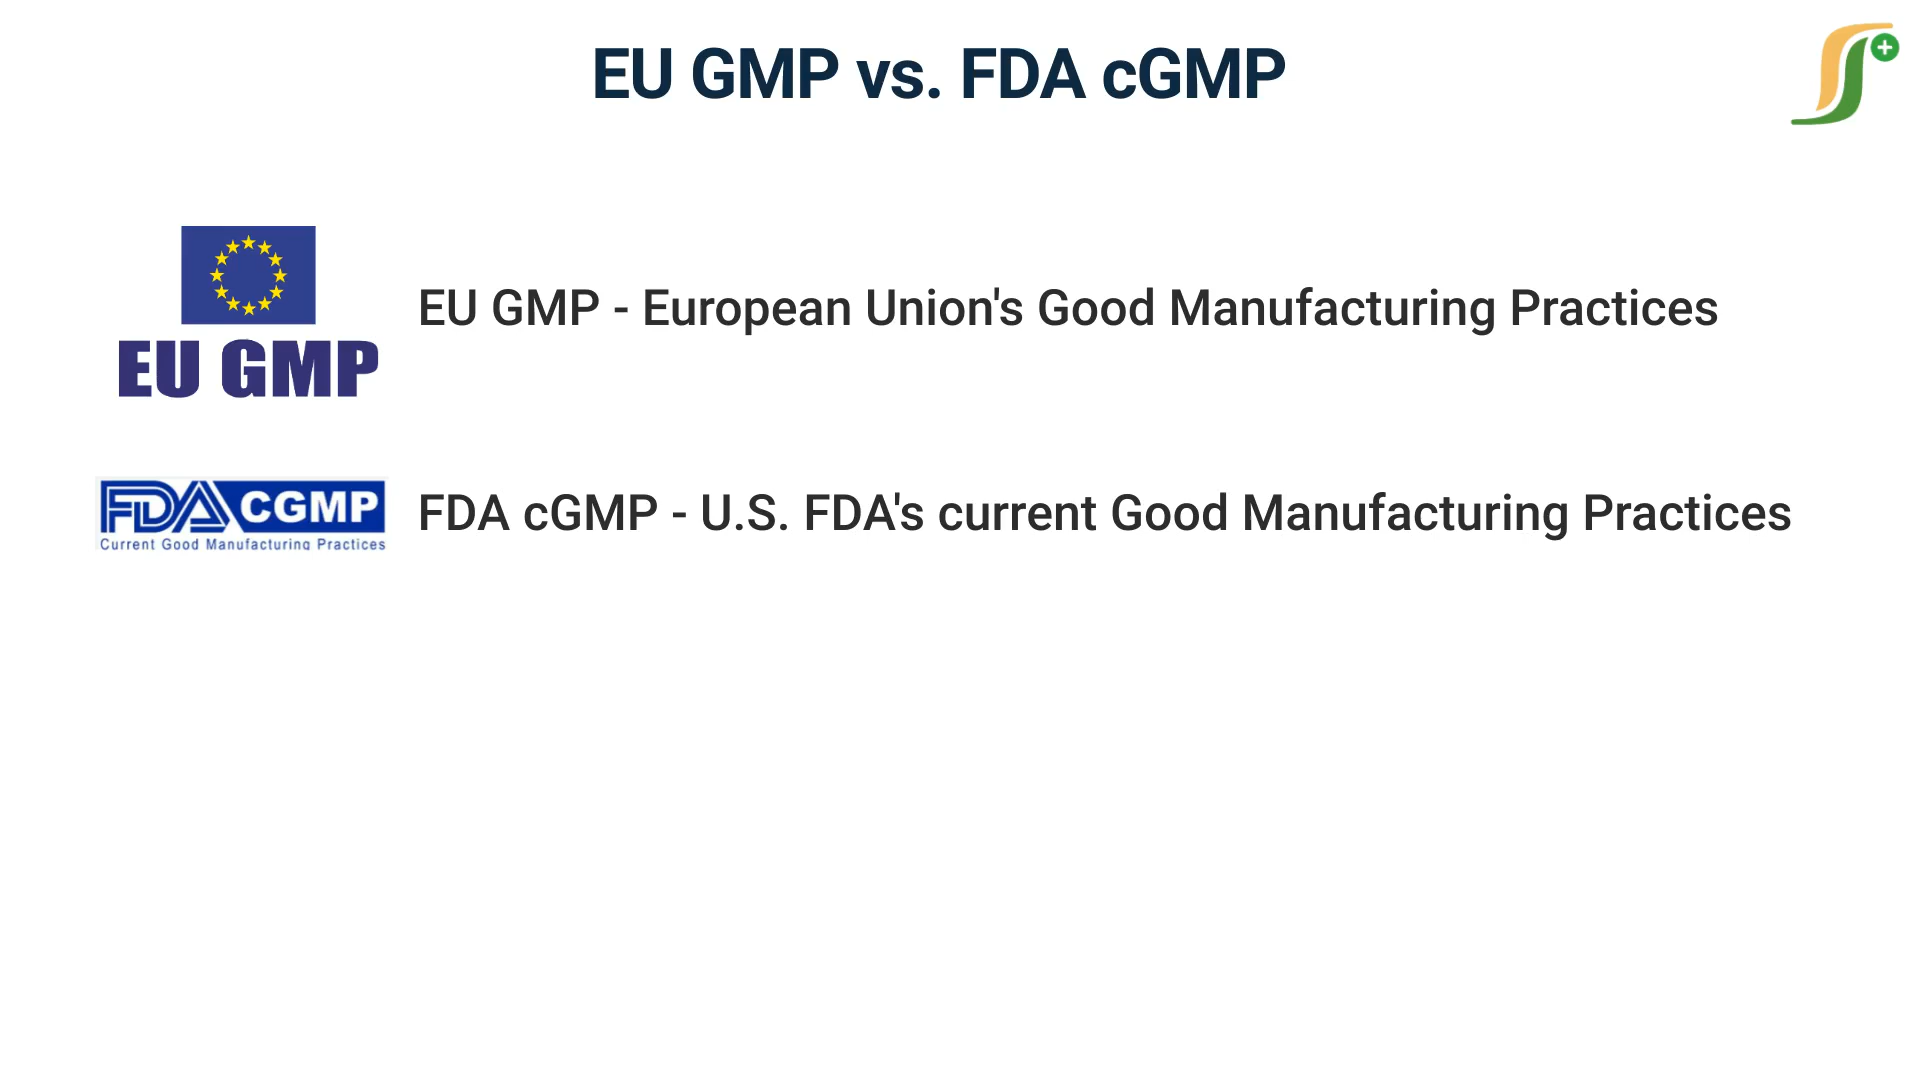 EU GMP vs. FDA cGMP
EU GMP
EU GMP - European Union's Good Manufacturing Practices
FDA CGMP
Current Good Manufacturing Practices
FDA cGMP - U.S. FDA's current Good Manufacturing Practices